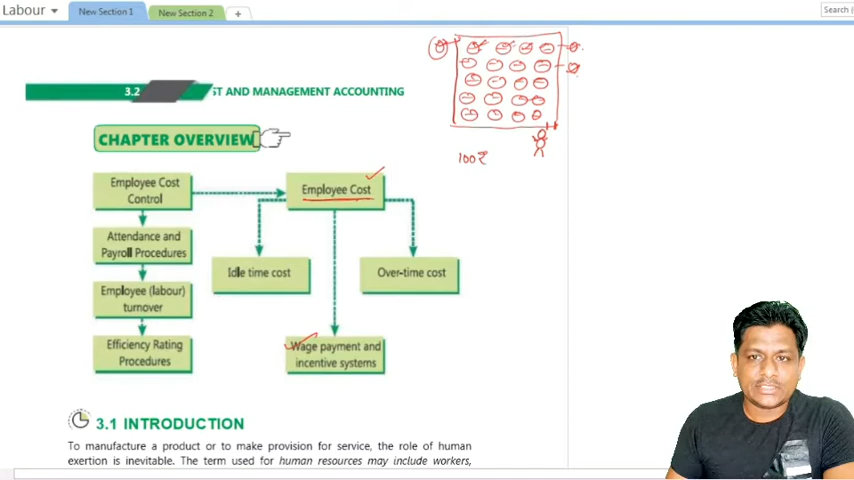 Labour
New Section 1
New Section 2
+
Search (
3.2
ST AND MANAGEMENT ACCOUNTING
CHAPTER OVERVIEW
100₹
Employee Cost
Control
Employee Cost
Attendance and
Payroll Procedures
Idle time cost
Over-time cost
Employee (labour)
turnover
Efficiency Rating
Procedures
Wage payment and
incentive systems
3.1 INTRODUCTION
To manufacture a product or to make provision for service, the role of human
exertion is inevitable. The term used for human resources may include workers,